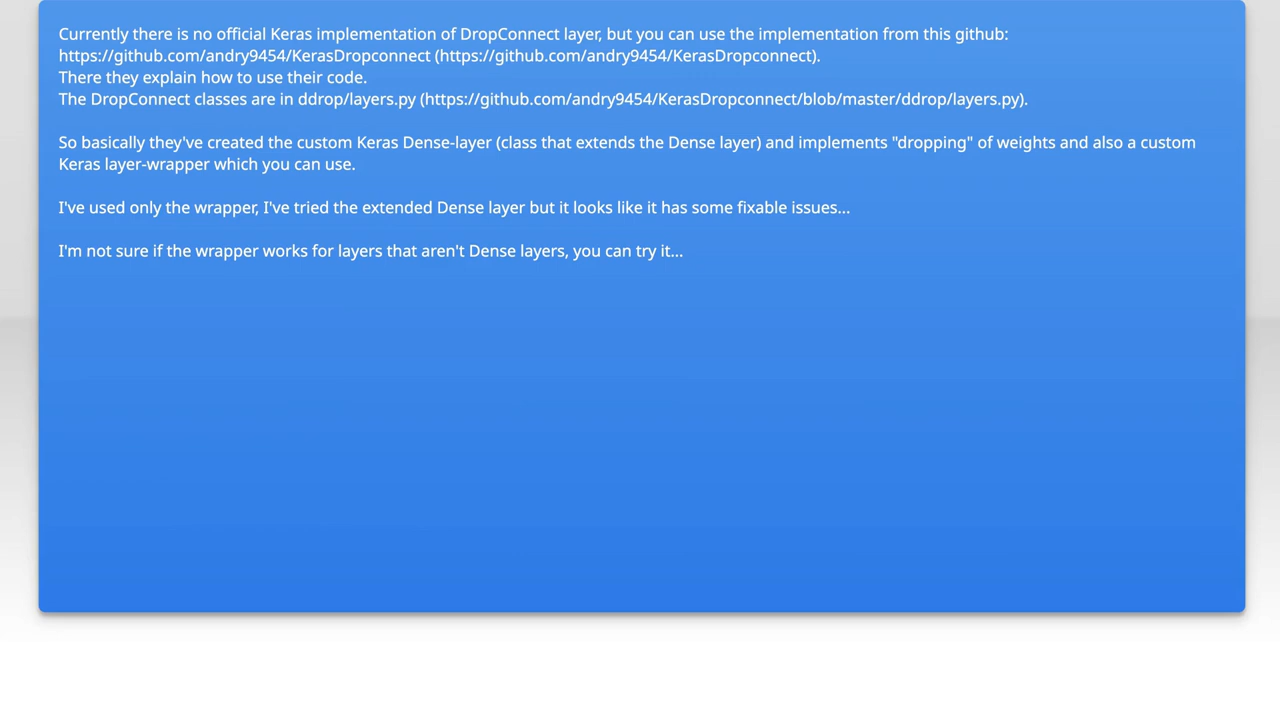 Currently there is no official Keras implementation of DropConnect layer, but you can use the implementation from this github:
https://github.com/andry9454/KerasDropconnect (https://github.com/andry9454/KerasDropconnect).
There they explain how to use their code.
The DropConnect classes are in ddrop/layers.py (https://github.com/andry9454/KerasDropconnect/blob/master/ddrop/layers.py).
So basically they've created the custom Keras Dense-layer (class that extends the Dense layer) and implements "dropping" of weights and also a custom
Keras layer-wrapper which you can use.
I've used only the wrapper, I've tried the extended Dense layer but it looks like it has some fixable issues...
I'm not sure if the wrapper works for layers that aren't Dense layers, you can try it...